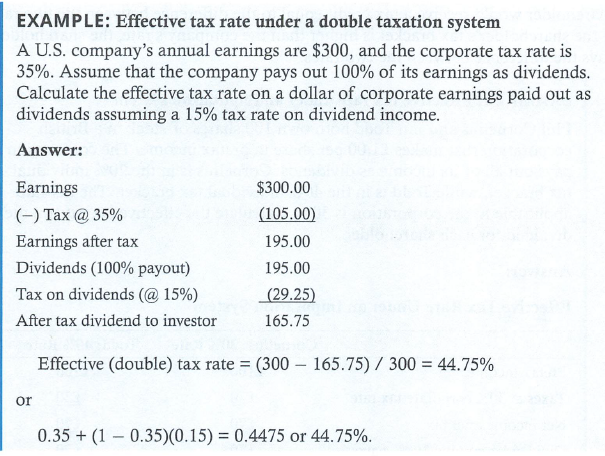 EXAMPLE: Effective tax rate under a double taxation system
A U.S. company's annual earnings are $300, and the corporate tax rate is
35%. Assume that the company pays out 100% of its earnings as dividends.
Calculate the effective tax rate on a dollar of corporate earnings paid out as
dividends assuming a 15% tax rate on dividend income.
Answer:
Earnings $300.00
(−) Tax @ 35% (105.00)
Earnings after tax 195.00
Dividends (100% payout) 195.00
Tax on dividends (@ 15%) (29.25)
After tax dividend to investor 165.75
Effective (double) tax rate = (300 − 165.75) / 300 = 44.75%
or
0.35 + (1 − 0.35)(0.15) = 0.4475 or 44.75%.